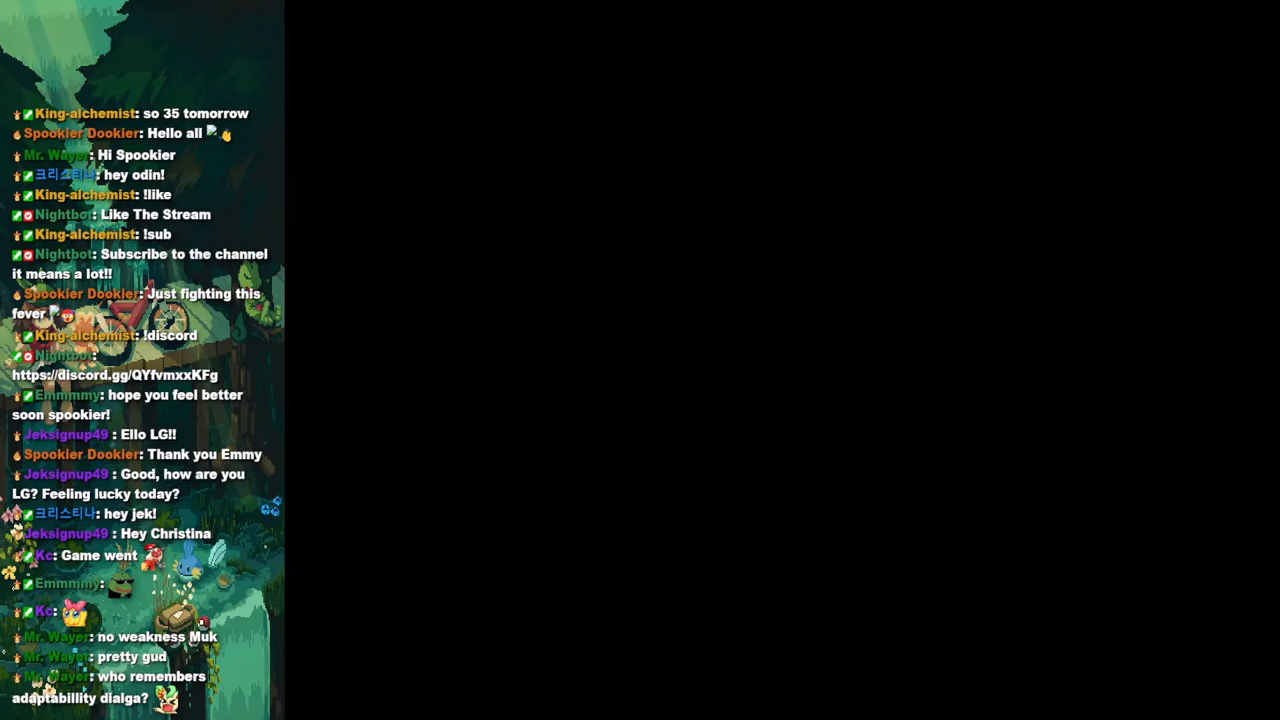 King-alchemist: so 35 tomorrow
Spookier Dookier: Hello all
Mr. Wayer: Hi Spookier
크리스티나: hey odin!
King-alchemist: !like
Nightbot: Like The Stream
King-alchemist: !sub
Nightbot: Subscribe to the channel
it means a lot!!
Spookier Dookier: Just fighting this
fever
King-alchemist: !discord
Nightbot:
https://discord.gg/QYfvmxxKFg
Emmmmy: hope you feel better
soon spookier!
Jeksignup49 : Ello LG!!
Spookier Dookier: Thank you Emmy
Jeksignup49 : Good, how are you
LG? Feeling lucky today?
크리스티나: hey jek!
Jeksignup49 : Hey Christina
Kc: Game went
Emmmmy:
Kc:
Mr. Wayer: no weakness Muk
Mr. Wayer: pretty gud
Mr. Wayer: who remembers
adaptabillity dialga?